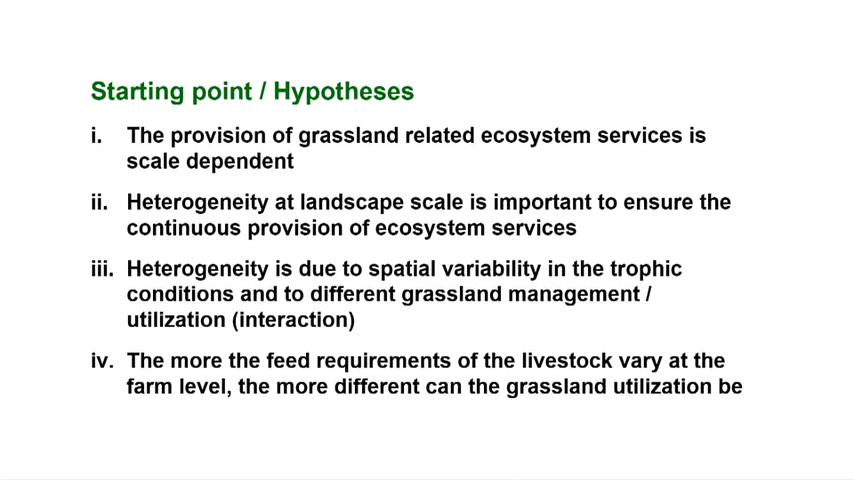 Starting point / Hypotheses
i. The provision of grassland related ecosystem services is
scale dependent
ii. Heterogeneity at landscape scale is important to ensure the
continuous provision of ecosystem services
iii. Heterogeneity is due to spatial variability in the trophic
conditions and to different grassland management /
utilization (interaction)
iv. The more the feed requirements of the livestock vary at the
farm level, the more different can the grassland utilization be